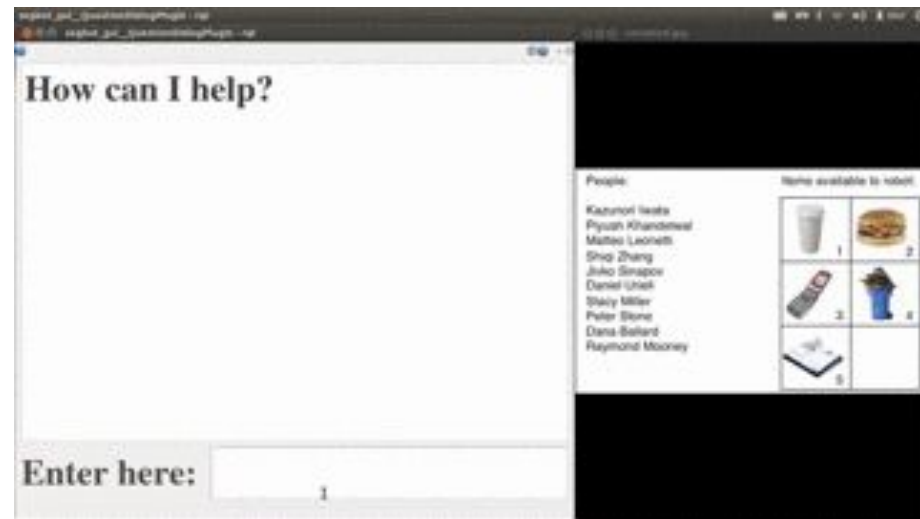 How can I help?
Enter here:
People:
Items available to robot:
Kazunori Iwata
Piyush Khandelwal
Matteo Leonetti
Shiqi Zhang
Jivko Sinapov
Daniel Urieli
Stacy Miller
Peter Stone
Dana Ballard
Raymond Mooney
1
2
3
4
5